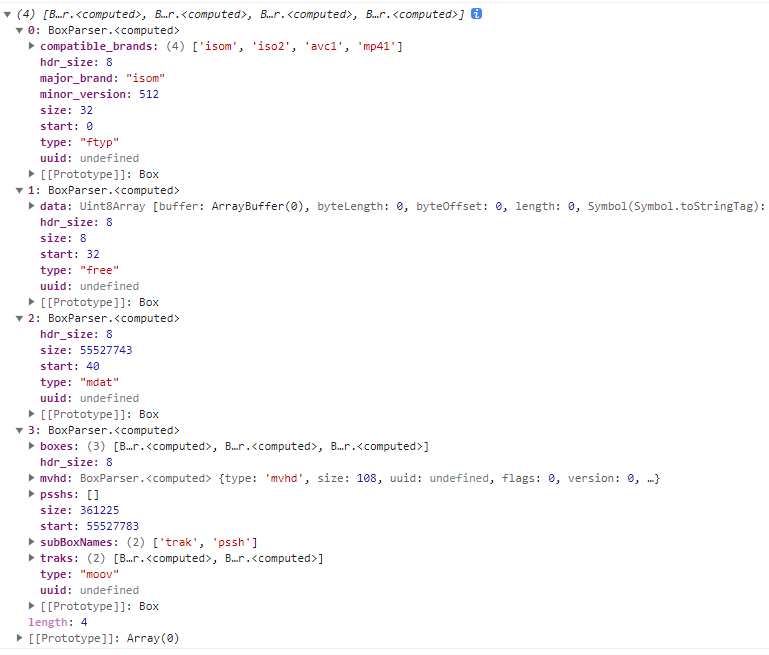 (4) [B…r.<computed>, B…r.<computed>, B…r.<computed>, B…r.<computed>] i
0: BoxParser.<computed>
compatible_brands: (4) ['isom', 'iso2', 'avc1', 'mp41']
hdr_size: 8
major_brand: "isom"
minor_version: 512
size: 32
start: 0
type: "ftyp"
uuid: undefined
[[Prototype]]: Box
1: BoxParser.<computed>
data: Uint8Array [buffer: ArrayBuffer(0), byteLength: 0, byteOffset: 0, length: 0, Symbol(Symbol.toStringTag):
hdr_size: 8
size: 8
start: 32
type: "free"
uuid: undefined
[[Prototype]]: Box
2: BoxParser.<computed>
hdr_size: 8
size: 55527743
start: 40
type: "mdat"
uuid: undefined
[[Prototype]]: Box
3: BoxParser.<computed>
boxes: (3) [B…r.<computed>, B…r.<computed>, B…r.<computed>]
hdr_size: 8
mvhd: BoxParser.<computed> {type: 'mvhd', size: 108, uuid: undefined, flags: 0, version: 0, …}
psshs: []
size: 361225
start: 55527783
subBoxNames: (2) ['trak', 'pssh']
traks: (2) [B…r.<computed>, B…r.<computed>]
type: "moov"
uuid: undefined
[[Prototype]]: Box
length: 4
[[Prototype]]: Array(0)